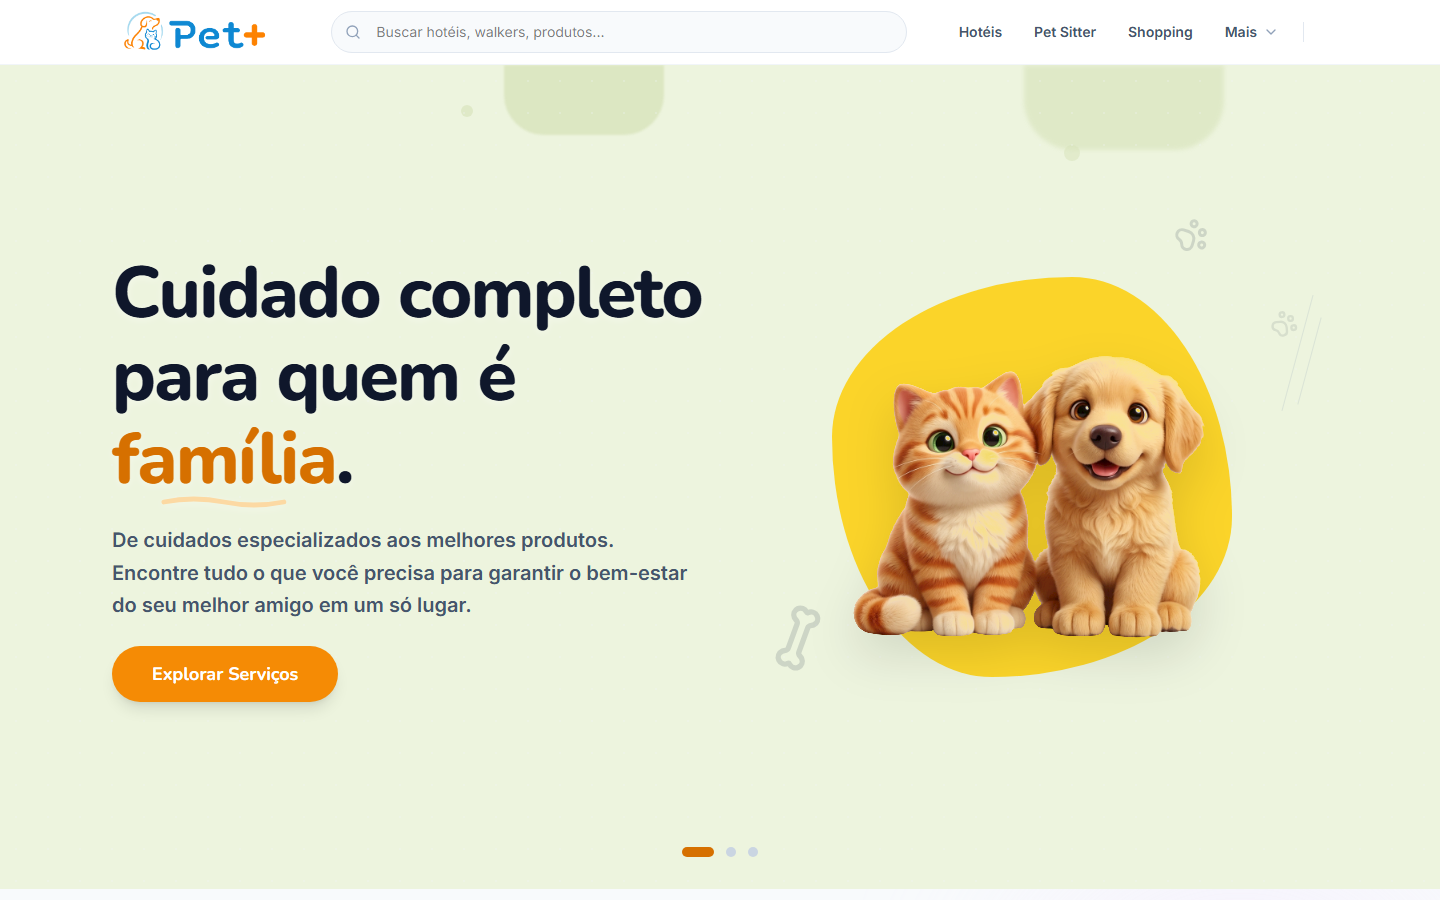 Pet+
Buscar hotéis, walkers, produtos...
Hotéis
Pet Sitter
Shopping
Mais
Cuidado completo
para quem é
família.
De cuidados especializados aos melhores produtos.
Encontre tudo o que você precisa para garantir o bem-estar
do seu melhor amigo em um só lugar.
Explorar Serviços